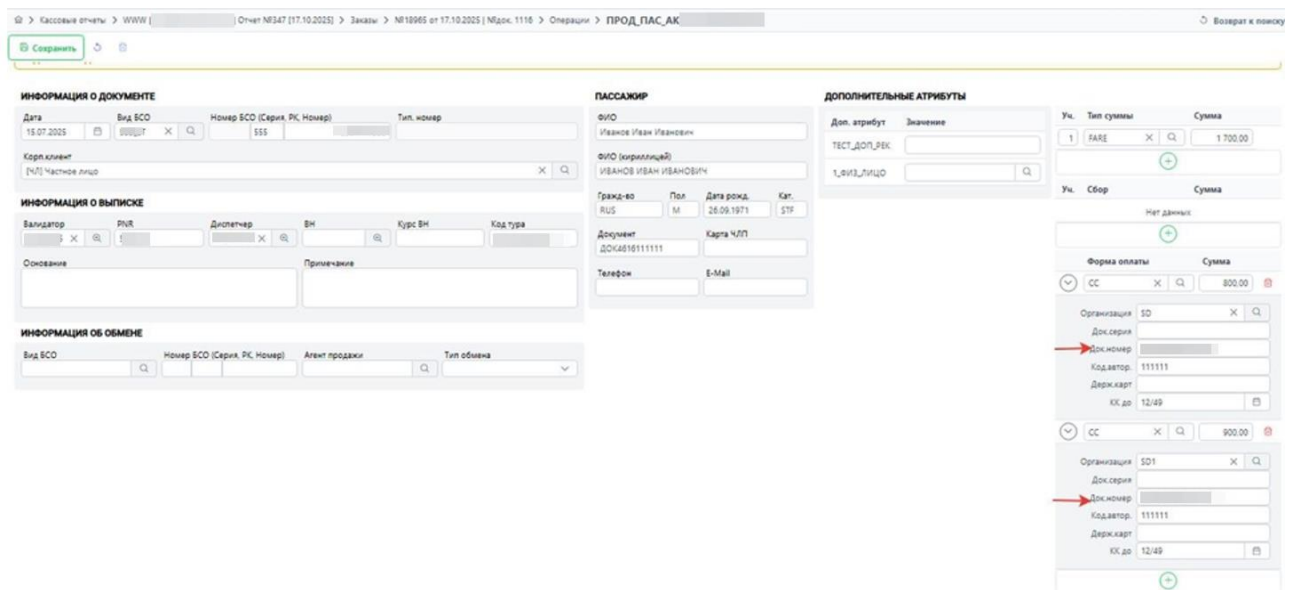 Кассовые отчеты > WWW [ ] Отчет №347 [17.10.2025] > Заказы > №18965 от 17.10.2025 | №док. 1116 > Операции > ПРОД_ПАС_АК
Возврат к поиску
Сохранить
ИНФОРМАЦИЯ О ДОКУМЕНТЕ
Дата Вид БСО Номер БСО (Серия, РК, Номер) Тип. номер
15.07.2025 555
Корп.клиент
[ЧЛ] Частное лицо
ИНФОРМАЦИЯ О ВЫПИСКЕ
Валидатор PNR Диспетчер ВН Курс ВН Код тура
Основание Примечание
ИНФОРМАЦИЯ ОБ ОБМЕНЕ
Вид БСО Номер БСО (Серия, РК, Номер) Агент продажи Тип обмена
ПАССАЖИР
ФИО
Иванов Иван Иванович
ФИО (кириллицей)
ИВАНОВ ИВАН ИВАНОВИЧ
Гражд-во Пол Дата рожд. Кат.
RUS M 26.09.1971 STF
Документ Карта ЧЛП
ДОК4616111111
Телефон E-Mail
ДОПОЛНИТЕЛЬНЫЕ АТРИБУТЫ
Доп. атрибут Значение
ТЕСТ_ДОП_РЕК
1_ФИЗ_ЛИЦО
Уч. Тип суммы Сумма
1 FARE 1 700.00
Уч. Сбор Сумма
Нет данных
Форма оплаты Сумма
CC 800.00
Организация SD
Док.серия
Док.номер
Код.автор. 111111
Держ.карт
КК до 12/49
CC 900.00
Организация SD1
Док.серия
Док.номер
Код.автор. 111111
Держ.карт
КК до 12/49